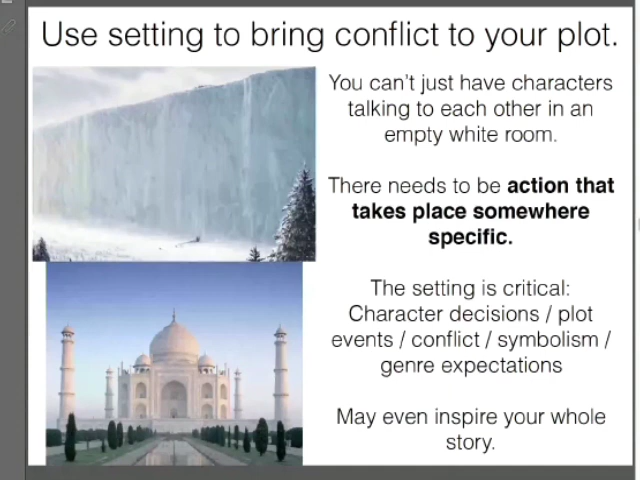 Use setting to bring conflict to your plot.
You can't just have characters
talking to each other in an
empty white room.
There needs to be action that
takes place somewhere
specific.
The setting is critical:
Character decisions / plot
events / conflict / symbolism /
genre expectations
May even inspire your whole
story.